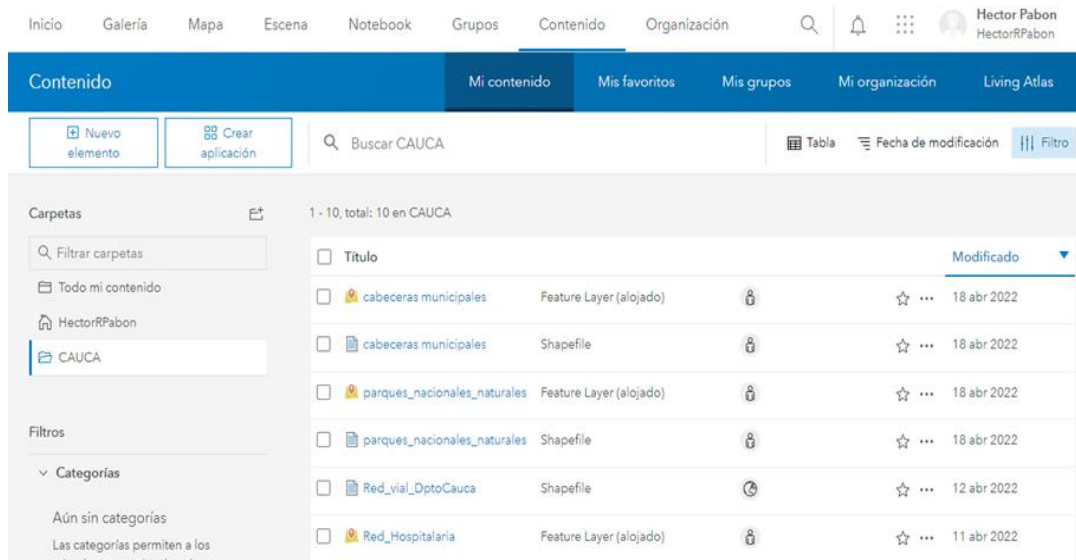 Inicio Galería Mapa Escena Notebook Grupos Contenido Organización Hector Pabon
HectorRPabon
Contenido Mi contenido Mis favoritos Mis grupos Mi organización Living Atlas
Nuevo elemento Crear aplicación Buscar CAUCA Tabla Fecha de modificación Filtro
Carpetas 1 - 10, total: 10 en CAUCA
Filtrar carpetas
Todo mi contenido
HectorRPabon
CAUCA
Filtros
Categorías
Aún sin categorías
Las categorías permiten a los
Título Modificado
cabeceras municipales Feature Layer (alojado) 18 abr 2022
cabeceras municipales Shapefile 18 abr 2022
parques_nacionales_naturales Feature Layer (alojado) 18 abr 2022
parques_nacionales_naturales Shapefile 18 abr 2022
Red_vial_DptoCauca Shapefile 12 abr 2022
Red_Hospitalaria Feature Layer (alojado) 11 abr 2022